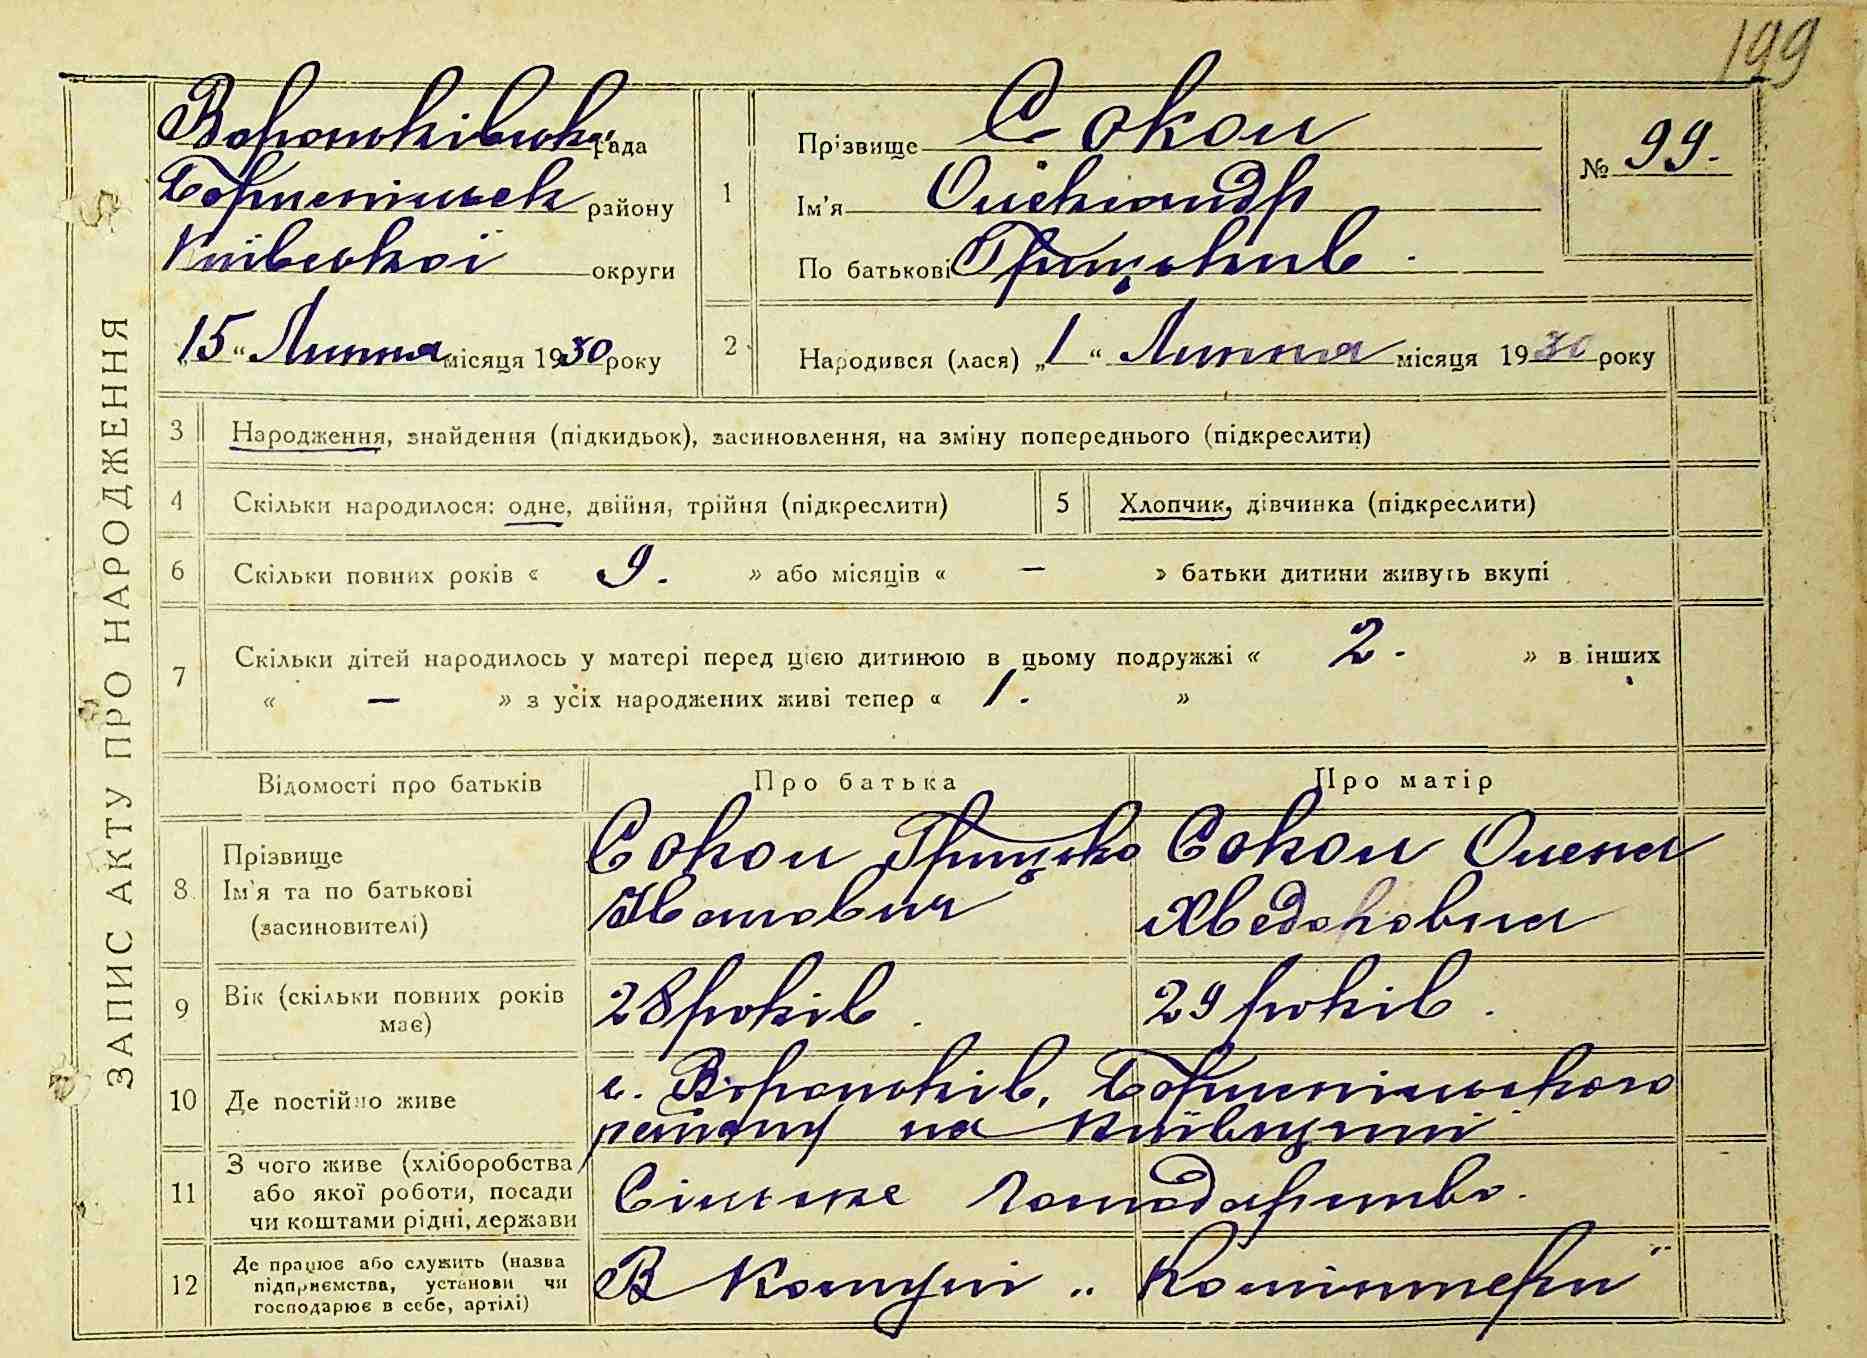 199
ЗАПИС АКТУ ПРО НАРОДЖЕННЯ
Вороньківськ рада
Бориспільськ району
Київської округи
„15“ Липня місяця 1930 року
1
Прізвище Сокол
Ім'я Олександр
По батькові Грицьків.
№ 99.
2
Народився (лася) „1“ Липня місяця 1930 року
3 Народження, знайдення (підкидьок), засиновлення, на зміну попереднього (підкреслити)
4 Скільки народилося: одне, двійня, трійня (підкреслити)
5 Хлопчик, дівчинка (підкреслити)
6 Скільки повних років « 9. » або місяців « — » батьки дитини живуть вкупі
7 Скільки дітей народилось у матері перед цією дитиною в цьому подружжі « 2. » в інших
« — » з усіх народжених живі тепер « 1. »
Відомості про батьків Про батька Про матір
8 Прізвище
Ім'я та по батькові
(засиновителі)
Сокол Грицько
Іванович
Сокол Олена
Хведоровна
9 Вік (скільки повних років
має)
28 років.
29 років.
10 Де постійно живе
с. Вороньків, Бориспільського
району на Київщині
11 З чого живе (хліборобства
або якої роботи, посади
чи коштами рідні, держави
Сільське господарство.
12 Де працює або служить (назва
підприємства, установи чи
господарює в себе, артілі)
В Комуні „Комінтерн"